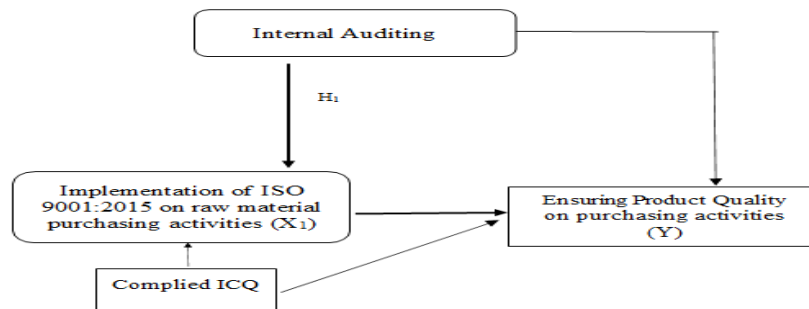 Internal Auditing
H₁
Implementation of ISO
9001:2015 on raw material
purchasing activities (X₁)
Ensuring Product Quality
on purchasing activities
(Y)
Complied ICQ